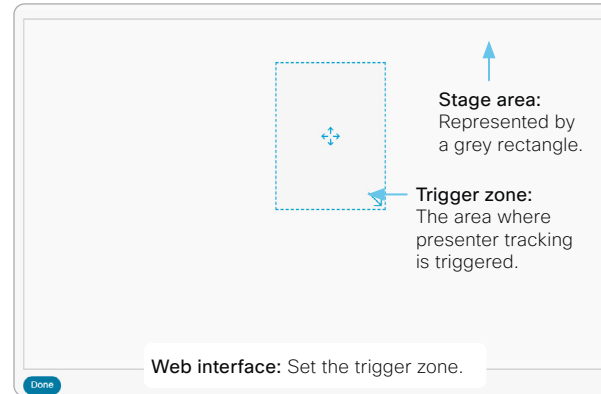 Stage area:
Represented by
a grey rectangle.
Trigger zone:
The area where
presenter tracking
is triggered.
Web interface: Set the trigger zone.
Done